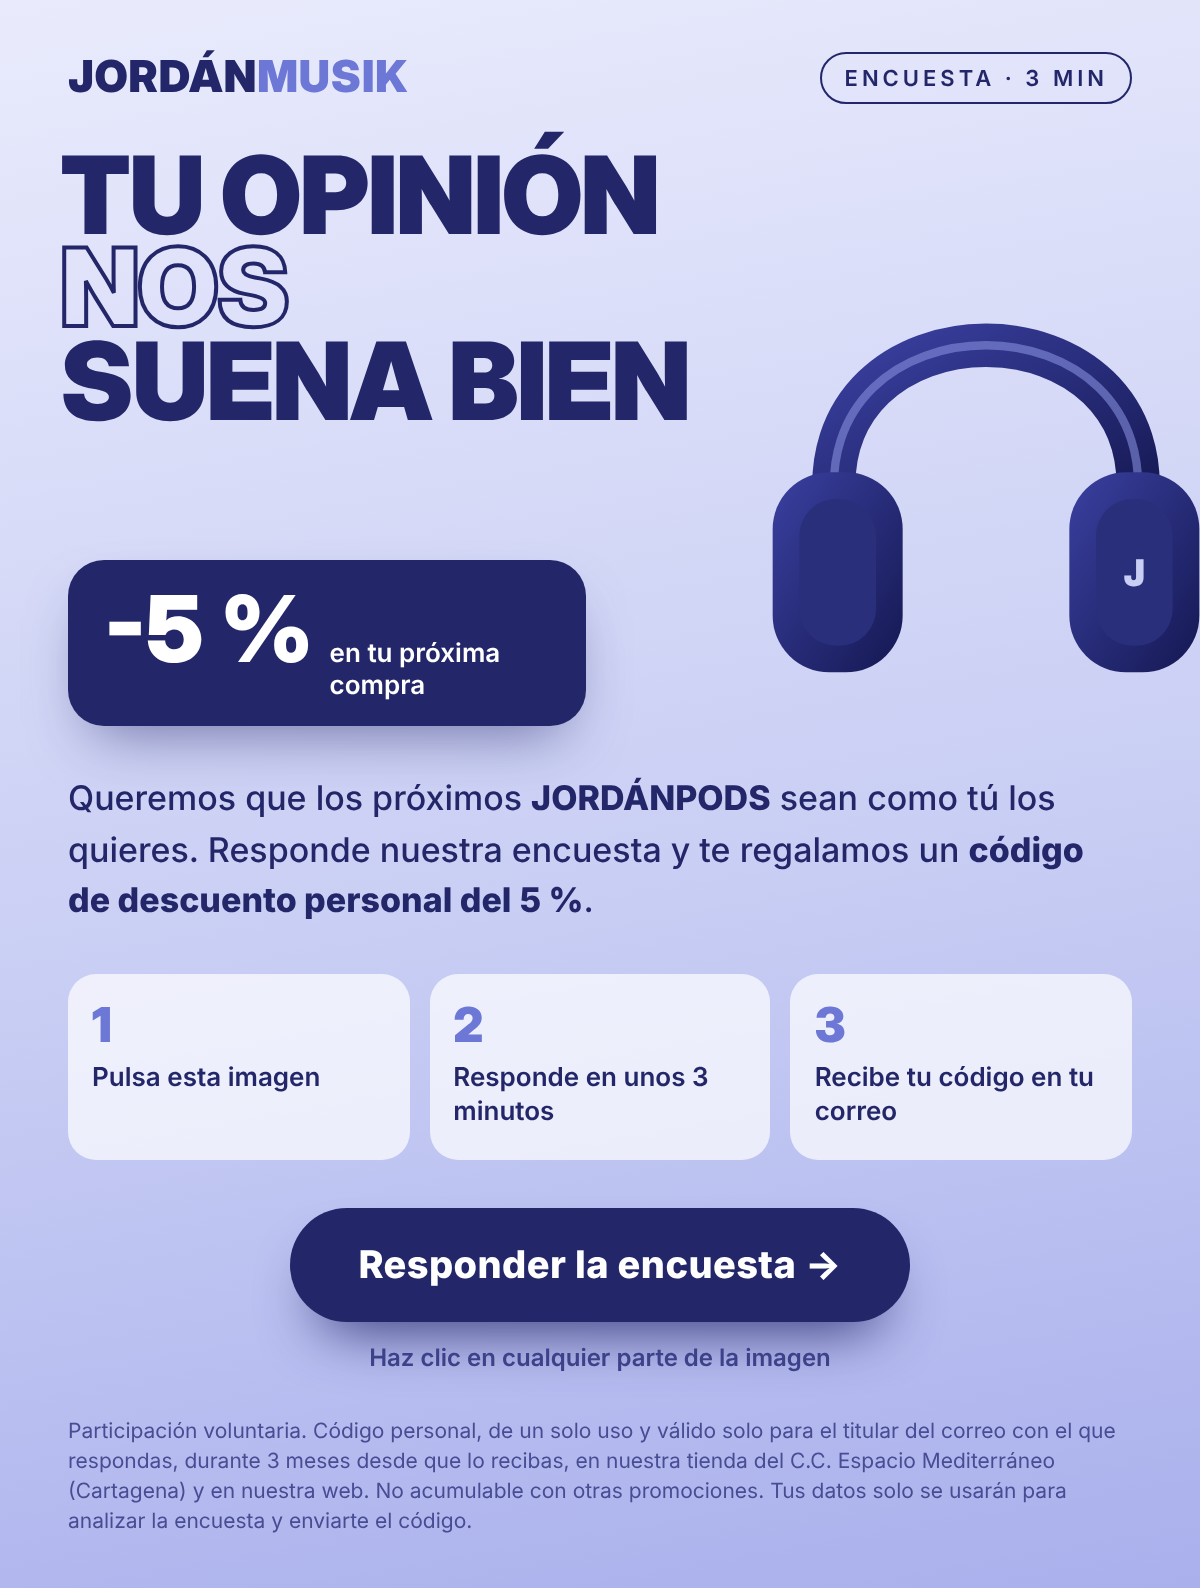 JORDÁNMUSIK
ENCUESTA · 3 MIN
TU OPINIÓN
NOS
SUENA BIEN
J
-5 % en tu próxima
compra
Queremos que los próximos JORDÁNPODS sean como tú los
quieres. Responde nuestra encuesta y te regalamos un código
de descuento personal del 5 %.
1
Pulsa esta imagen
2
Responde en unos 3
minutos
3
Recibe tu código en tu
correo
Responder la encuesta →
Haz clic en cualquier parte de la imagen
Participación voluntaria. Código personal, de un solo uso y válido solo para el titular del correo con el que
respondas, durante 3 meses desde que lo recibas, en nuestra tienda del C.C. Espacio Mediterráneo
(Cartagena) y en nuestra web. No acumulable con otras promociones. Tus datos solo se usarán para
analizar la encuesta y enviarte el código.